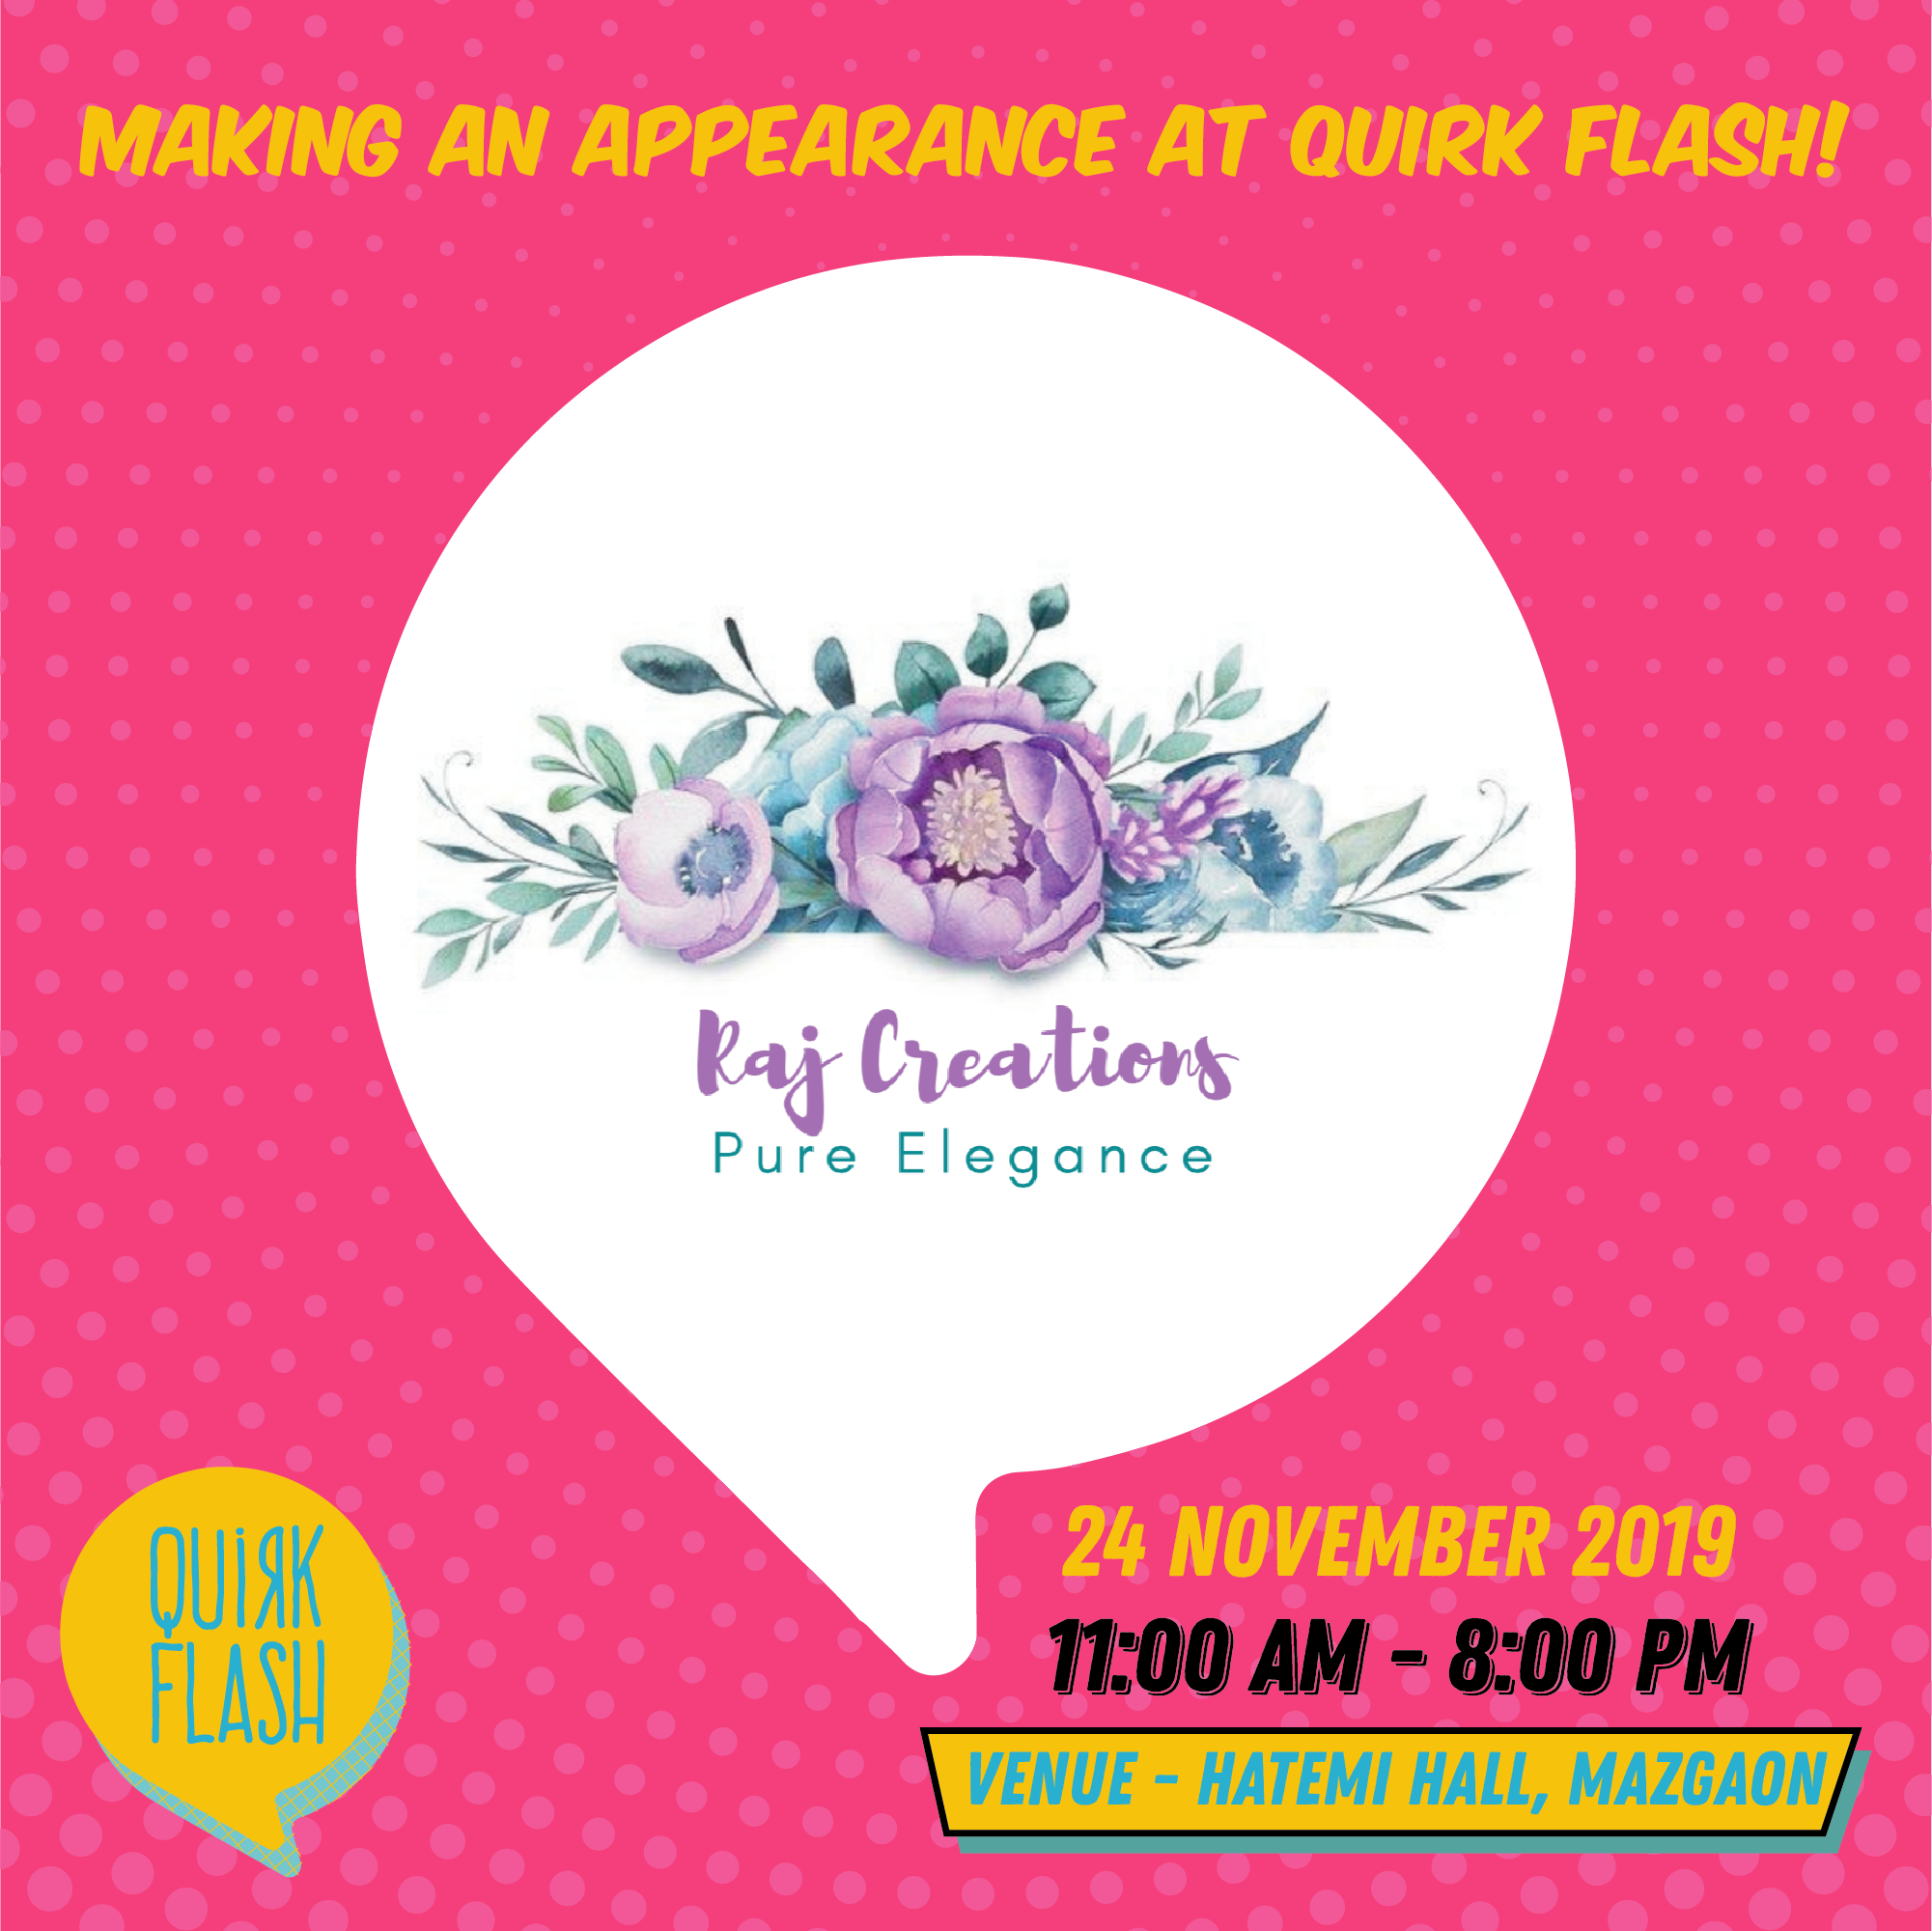 MAKING AN APPEARANCE AT QUIRK FLASH!
Raj Creations
Pure Elegance
QUiRK
FLASH
24 NOVEMBER 2019
11:00 AM - 8:00 PM
VENUE - HATEMI HALL, MAZGAON